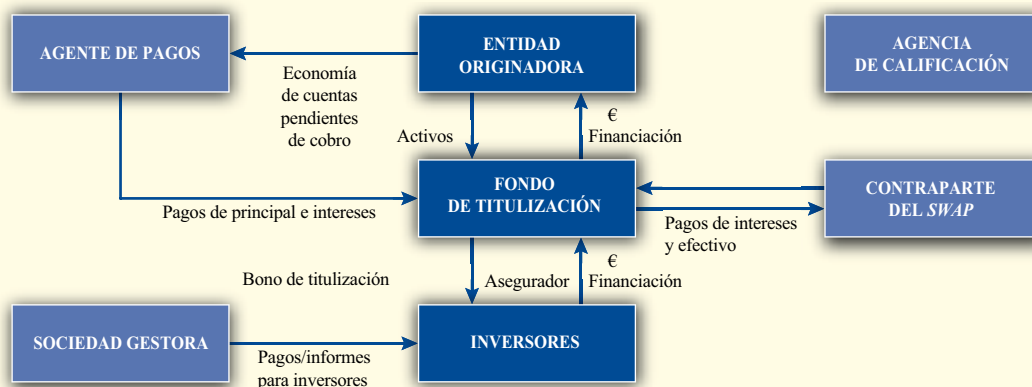 AGENTE DE PAGOS
ENTIDAD
ORIGINADORA
AGENCIA
DE CALIFICACIÓN
Economía
de cuentas
pendientes
de cobro
Activos
€
Financiación
FONDO
DE TITULIZACIÓN
CONTRAPARTE
DEL SWAP
Pagos de principal e intereses
Pagos de intereses
y efectivo
Bono de titulización
Asegurador
€
Financiación
SOCIEDAD GESTORA
INVERSORES
Pagos/informes
para inversores